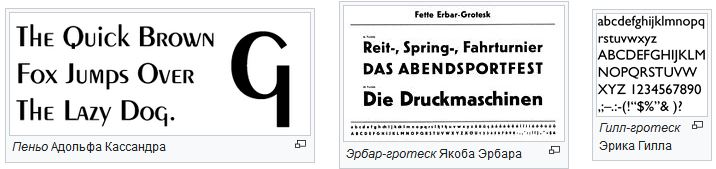 The Quick Brown
Fox Jumps Over
The Lazy Dog.
q
Пеньо Адольфа Кассандра
Fette Erbar-Grotesk
Reit-, Spring-, Fahrturnier
DAS ABENDSPORTFEST
Die Druckmaschinen
Эрбар-гротеск Якоба Эрбара
abcdefghijklmnopq
rstuvwxyz
ABCDEFGHIJKLM
NOPQRSTUVW
XYZ 1234567890
.,;–.:-(!“$%”& )?
Гилл-гротеск
Эрика Гилла